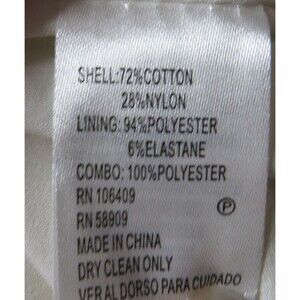 SHELL:72%COTTON
28%NYLON
LINING: 94%POLYESTER
6%ELASTANE
COMBO: 100%POLYESTER
RN 106409
RN 58909
P
MADE IN CHINA
DRY CLEAN ONLY
VER AL DORSO PARA CUIDADO